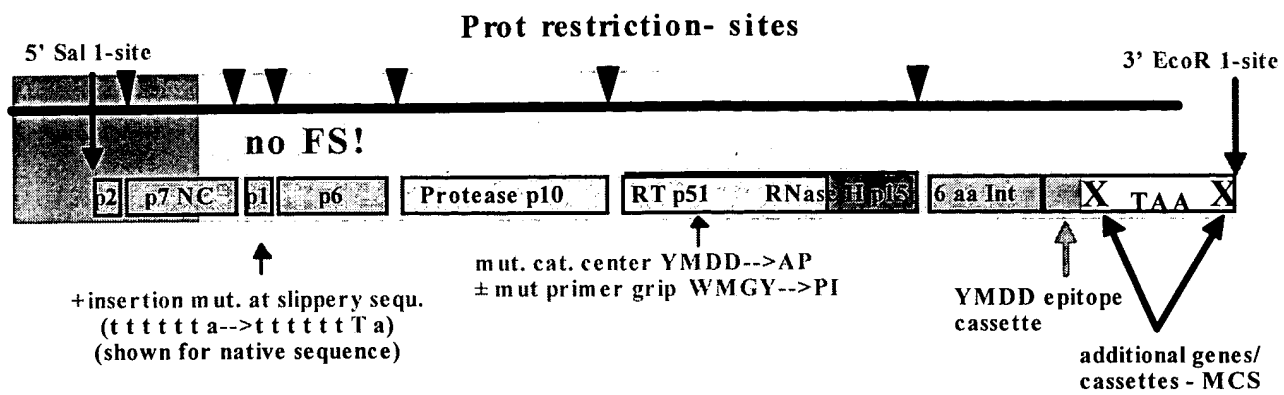 Prot restriction- sites
5' Sal 1-site
3' EcoR 1-site
no FS!
p2 p7 NC p1 p6 Protease p10 RT p51 RNase H p15 6 aa Int X TAA X
mut. cat. center YMDD-->AP
± mut primer grip WMGY-->PI
+insertion mut. at slippery sequ.
(t t t t t t a-->t t t t t t T a)
(shown for native sequence)
YMDD epitope
cassette
additional genes/
cassettes - MCS